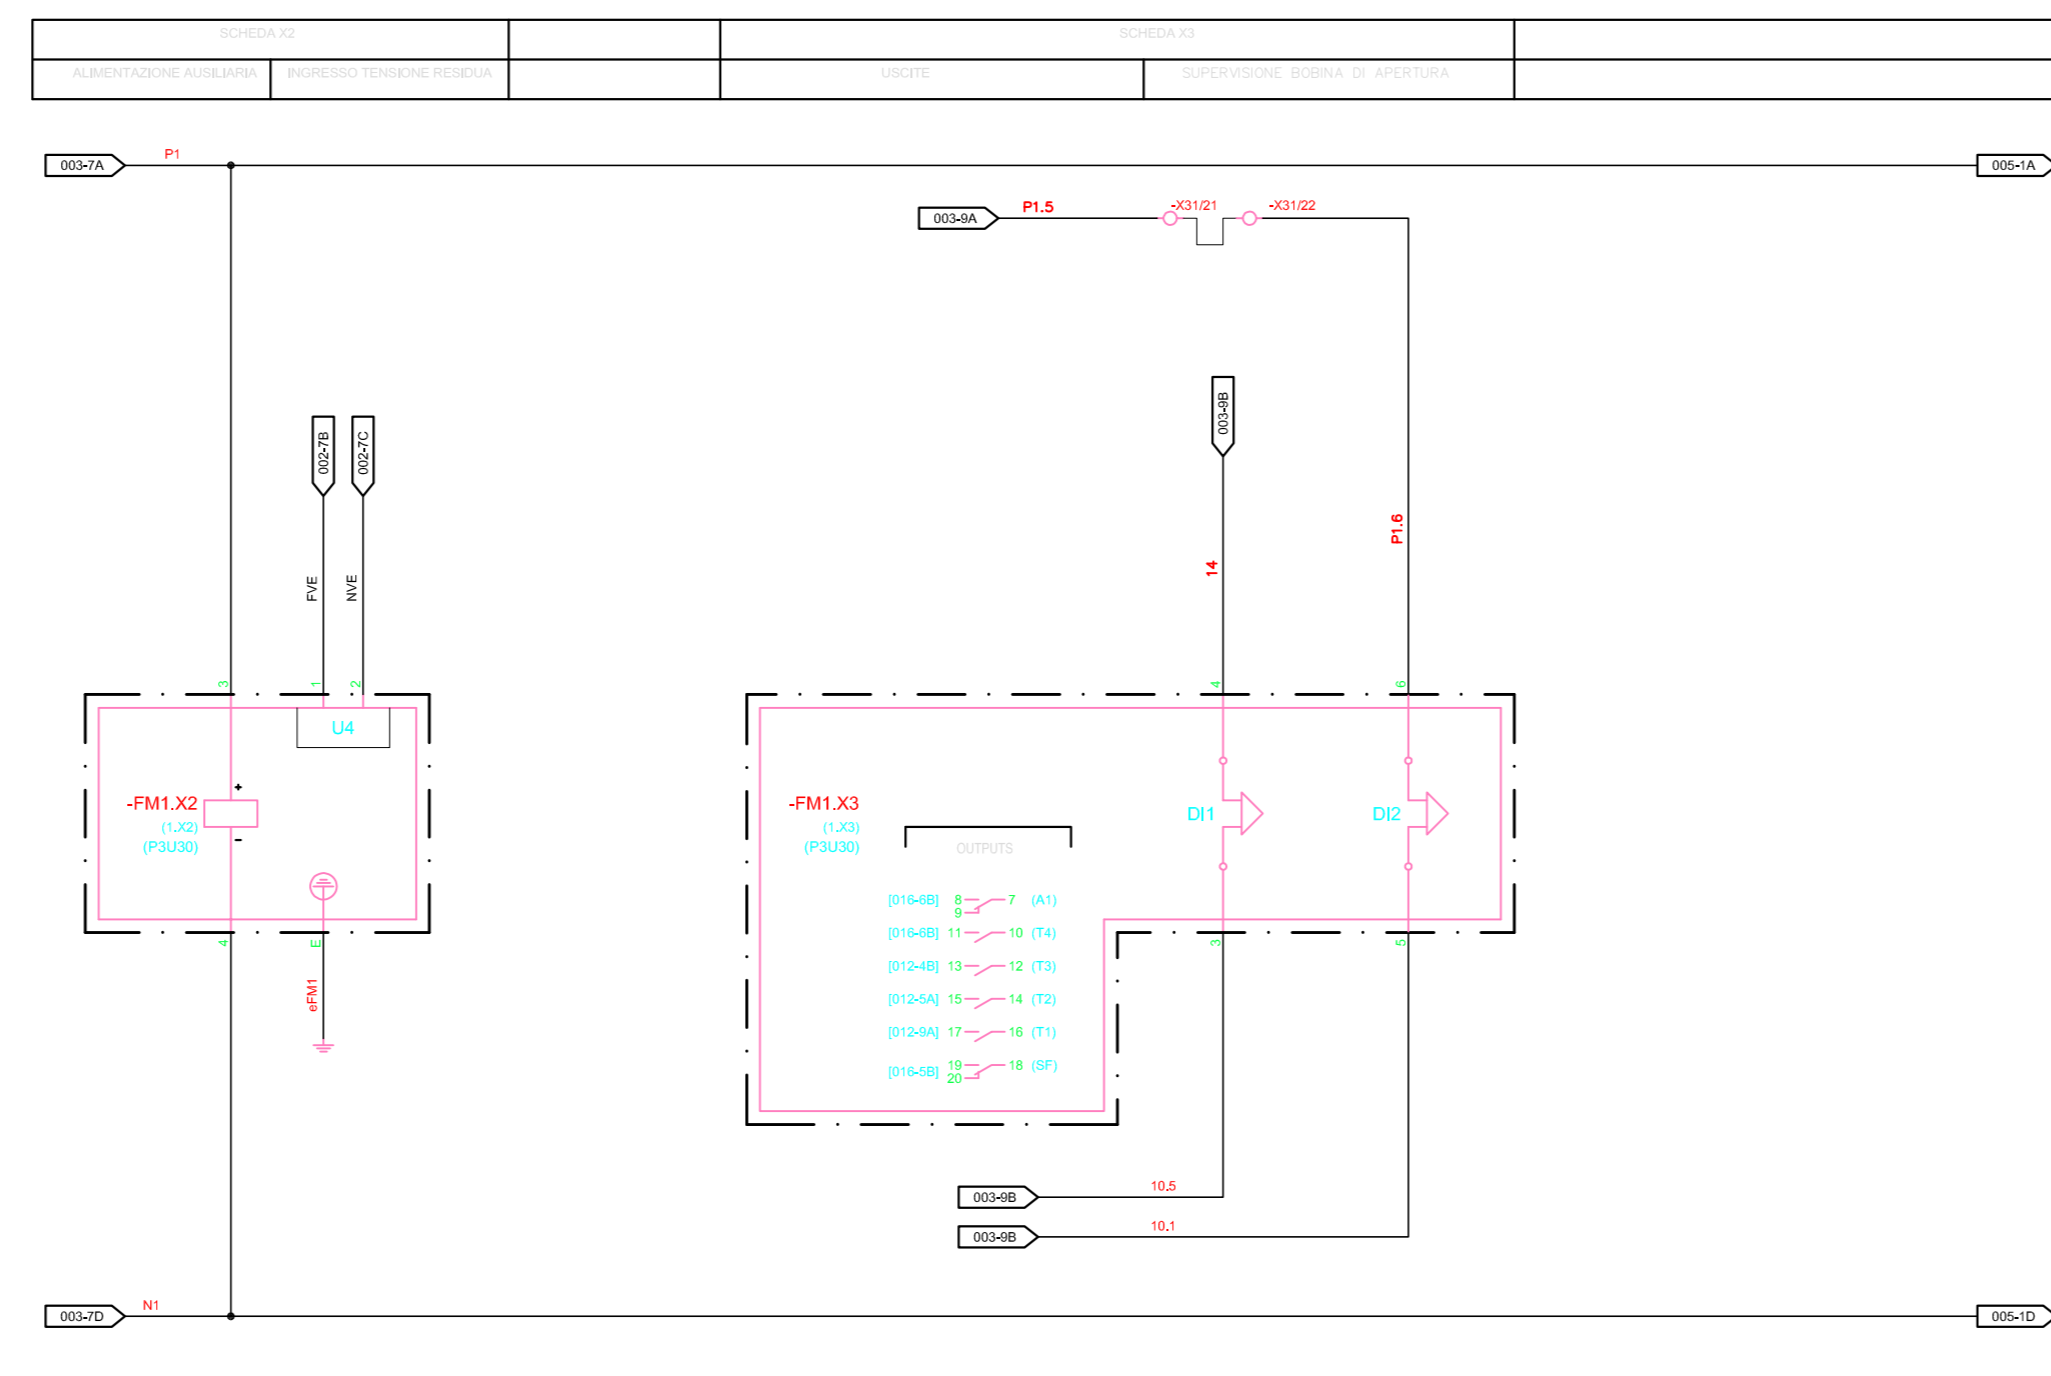 SCHEDA X2
SCHEDA X3
ALIMENTAZIONE AUSILIARIA
INGRESSO TENSIONE RESIDUA
USCITE
SUPERVISIONE BOBINA DI APERTURA
003-7A
P1
005-1A
003-9A
P1.5
-X31/21
-X31/22
002-7B
002-7C
003-9B
FVE
NVE
14
P1.6
3
1
2
4
6
U4
+
-FM1.X2
(1.X2)
(P3U30)
-
-FM1.X3
(1.X3)
(P3U30)
DI1
DI2
OUTPUTS
[016-6B] 8 7 (A1)
9
[016-6B] 11 10 (T4)
[012-4B] 13 12 (T3)
[012-5A] 15 14 (T2)
[012-9A] 17 16 (T1)
[016-5B] 19 18 (SF)
20
4
E
3
5
eFM1
003-9B
10.5
003-9B
10.1
003-7D
N1
005-1D